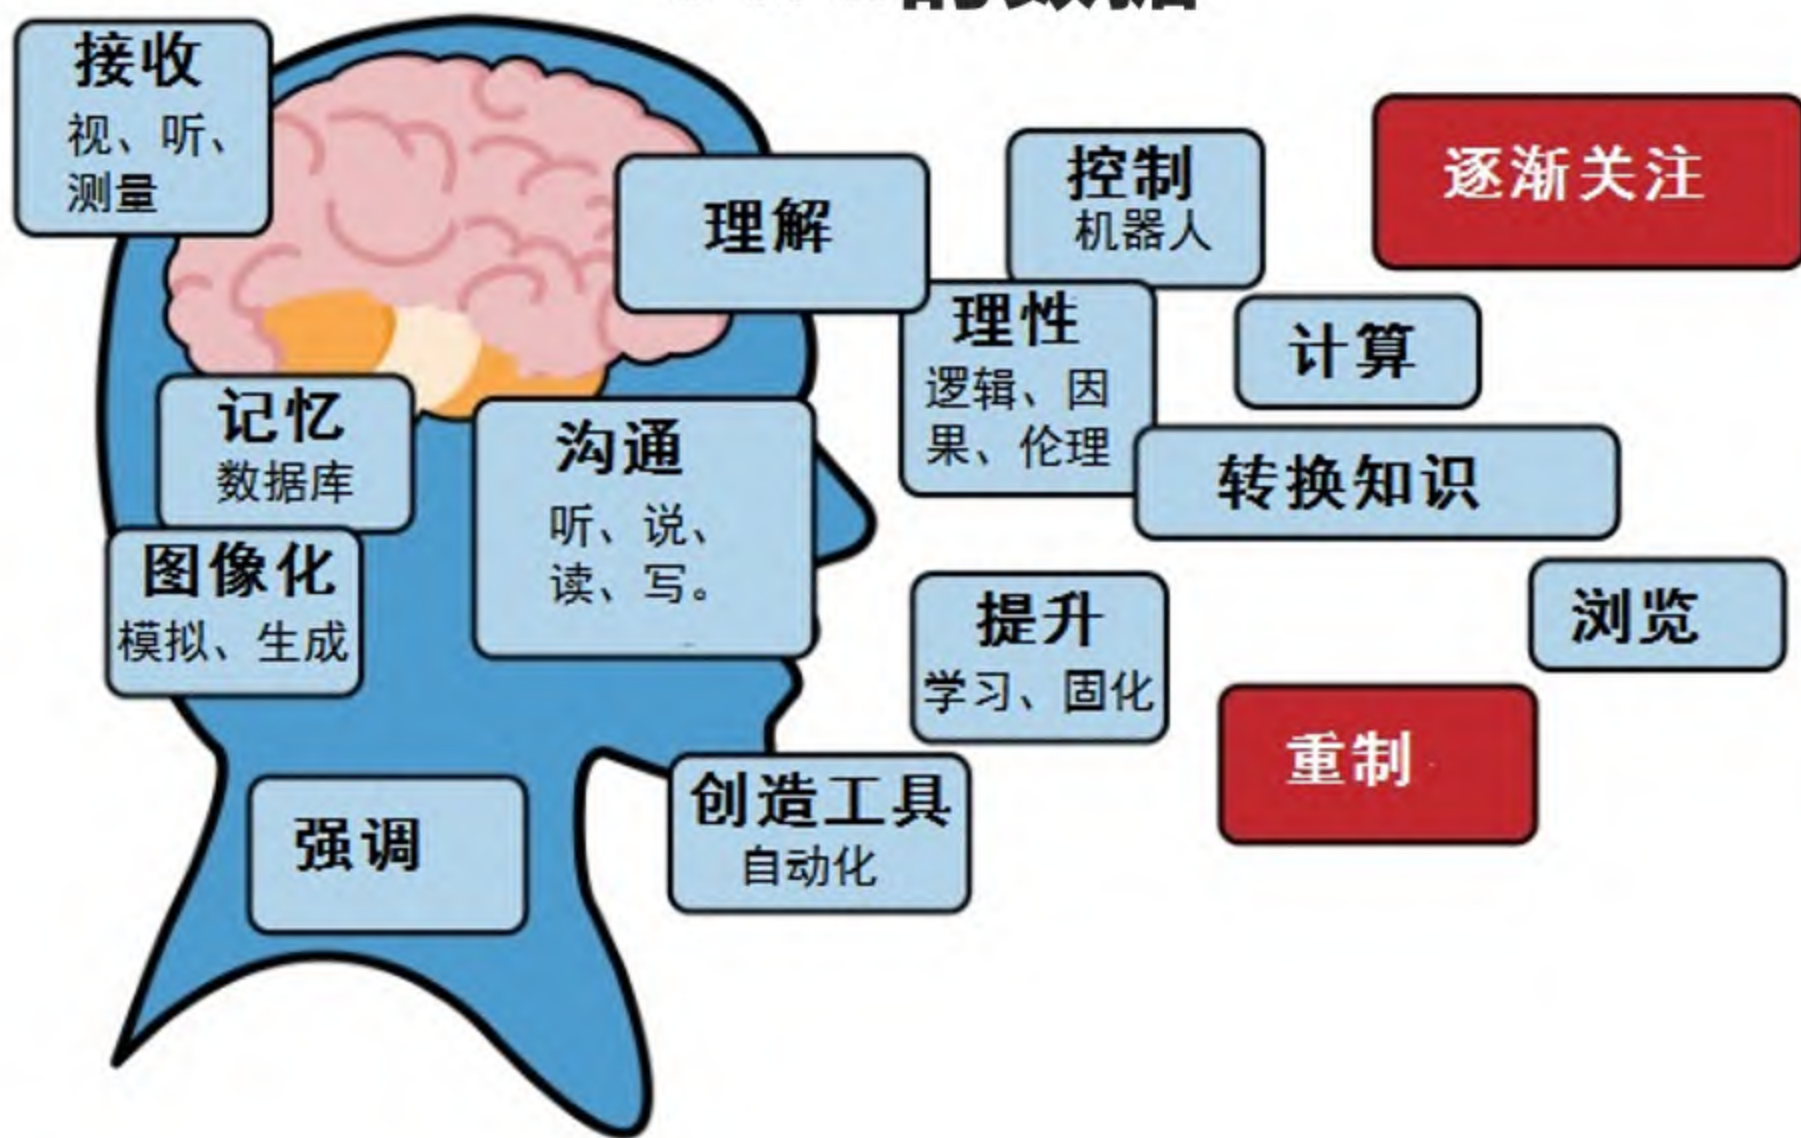 的数据
接收
视、听、
测量
理解
控制
机器人
逐渐关注
理性
逻辑、因
果、伦理
计算
记忆
数据库
沟通
听、说、
读、写。
转换知识
图像化
模拟、生成
提升
学习、固化
浏览
重制
创造工具
自动化
强调